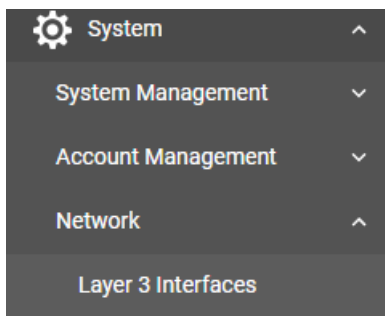 System
System Management
Account Management
Network
Layer 3 Interfaces